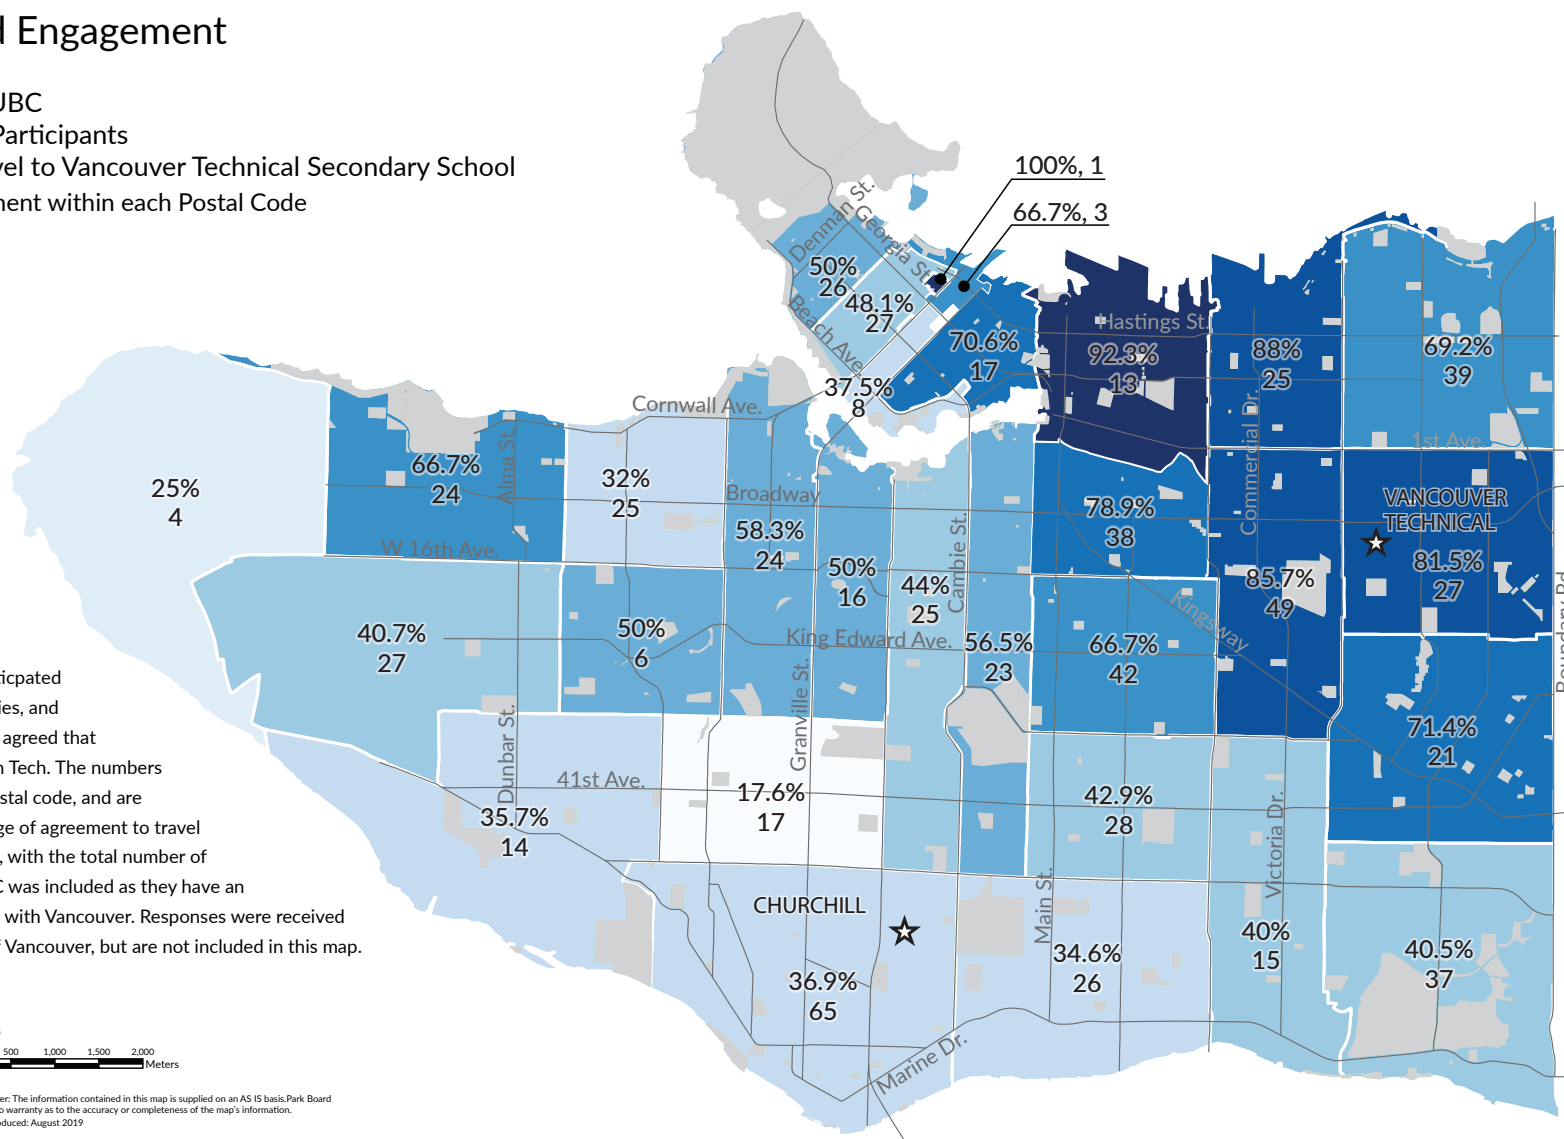 d Engagement
UBC
Participants
vel to Vancouver Technical Secondary School
ment within each Postal Code
100%, 1
66.7%, 3
Denman St.
Georgia St.
50%
26
48.1%
27
Beach Ave.
70.6%
17
37.5%
8
Hastings St.
92.3%
13
88%
25
69.2%
39
Cornwall Ave.
1st Ave.
Alma St.
66.7%
24
32%
25
Broadway
25%
4
W 16th Ave.
58.3%
24
50%
16
44%
25
Cambie St.
78.9%
38
Commercial Dr.
VANCOUVER
TECHNICAL
81.5%
27
85.7%
49
Kingsway
Boundary Rd
40.7%
27
50%
6
King Edward Ave.
56.5%
23
66.7%
42
71.4%
21
Dunbar St.
Granville St.
41st Ave.
35.7%
14
17.6%
17
42.9%
28
Victoria Dr.
Main St.
CHURCHILL
36.9%
65
34.6%
26
40%
15
40.5%
37
Marine Dr.
ticpated
ies, and
agreed that
n Tech. The numbers
stal code, and are
ge of agreement to travel
, with the total number of
C was included as they have an
with Vancouver. Responses were received
f Vancouver, but are not included in this map.
500 1,000 1,500 2,000
Meters
er: The information contained in this map is supplied on an AS IS basis.Park Board
o warranty as to the accuracy or completeness of the map's information.
oduced: August 2019